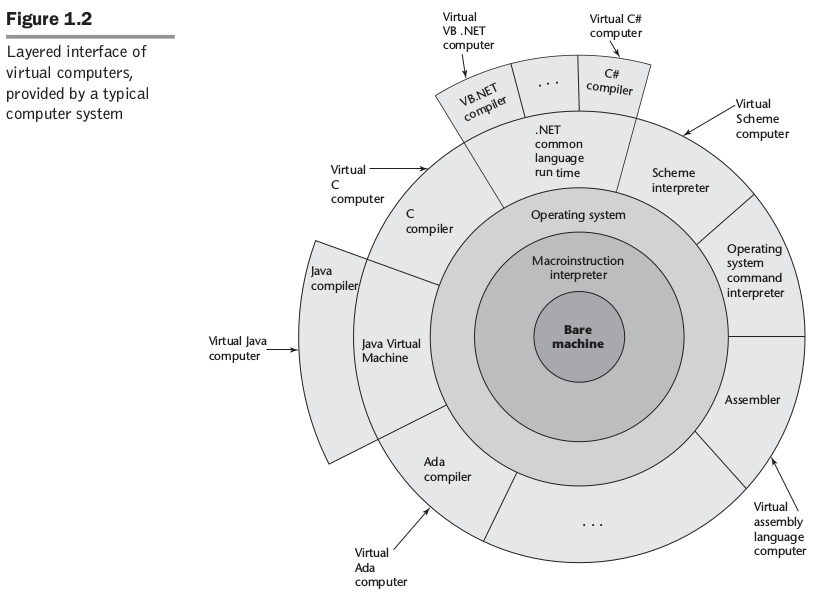 Figure 1.2
Layered interface of
virtual computers,
provided by a typical
computer system
Virtual
VB .NET
computer
Virtual C#
computer
VB.NET
compiler
. . .
C#
compiler
Virtual
Scheme
computer
.NET
common
language
run time
Scheme
interpreter
Virtual
C
computer
C
compiler
Operating system
Operating
system
command
interpreter
Macroinstruction
interpreter
Java
compiler
Bare
machine
Virtual Java
computer
Java Virtual
Machine
Assembler
Ada
compiler
. . .
Virtual
assembly
language
computer
Virtual
Ada
computer